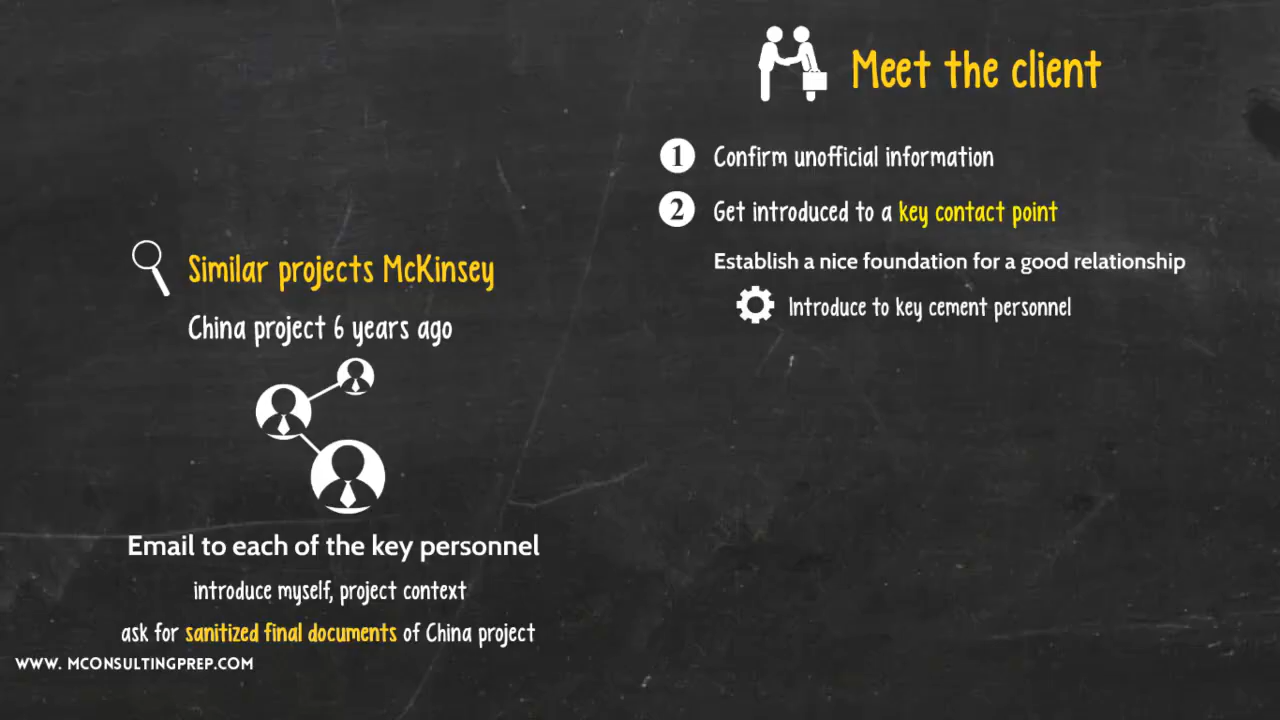 Similar projects McKinsey
China project 6 years ago
Email to each of the key personnel
introduce myself, project context
ask for sanitized final documents of China project
WWW. MCONSULTINGPREP.COM
Meet the client
1 Confirm unofficial information
2 Get introduced to a key contact point
Establish a nice foundation for a good relationship
Introduce to key cement personnel